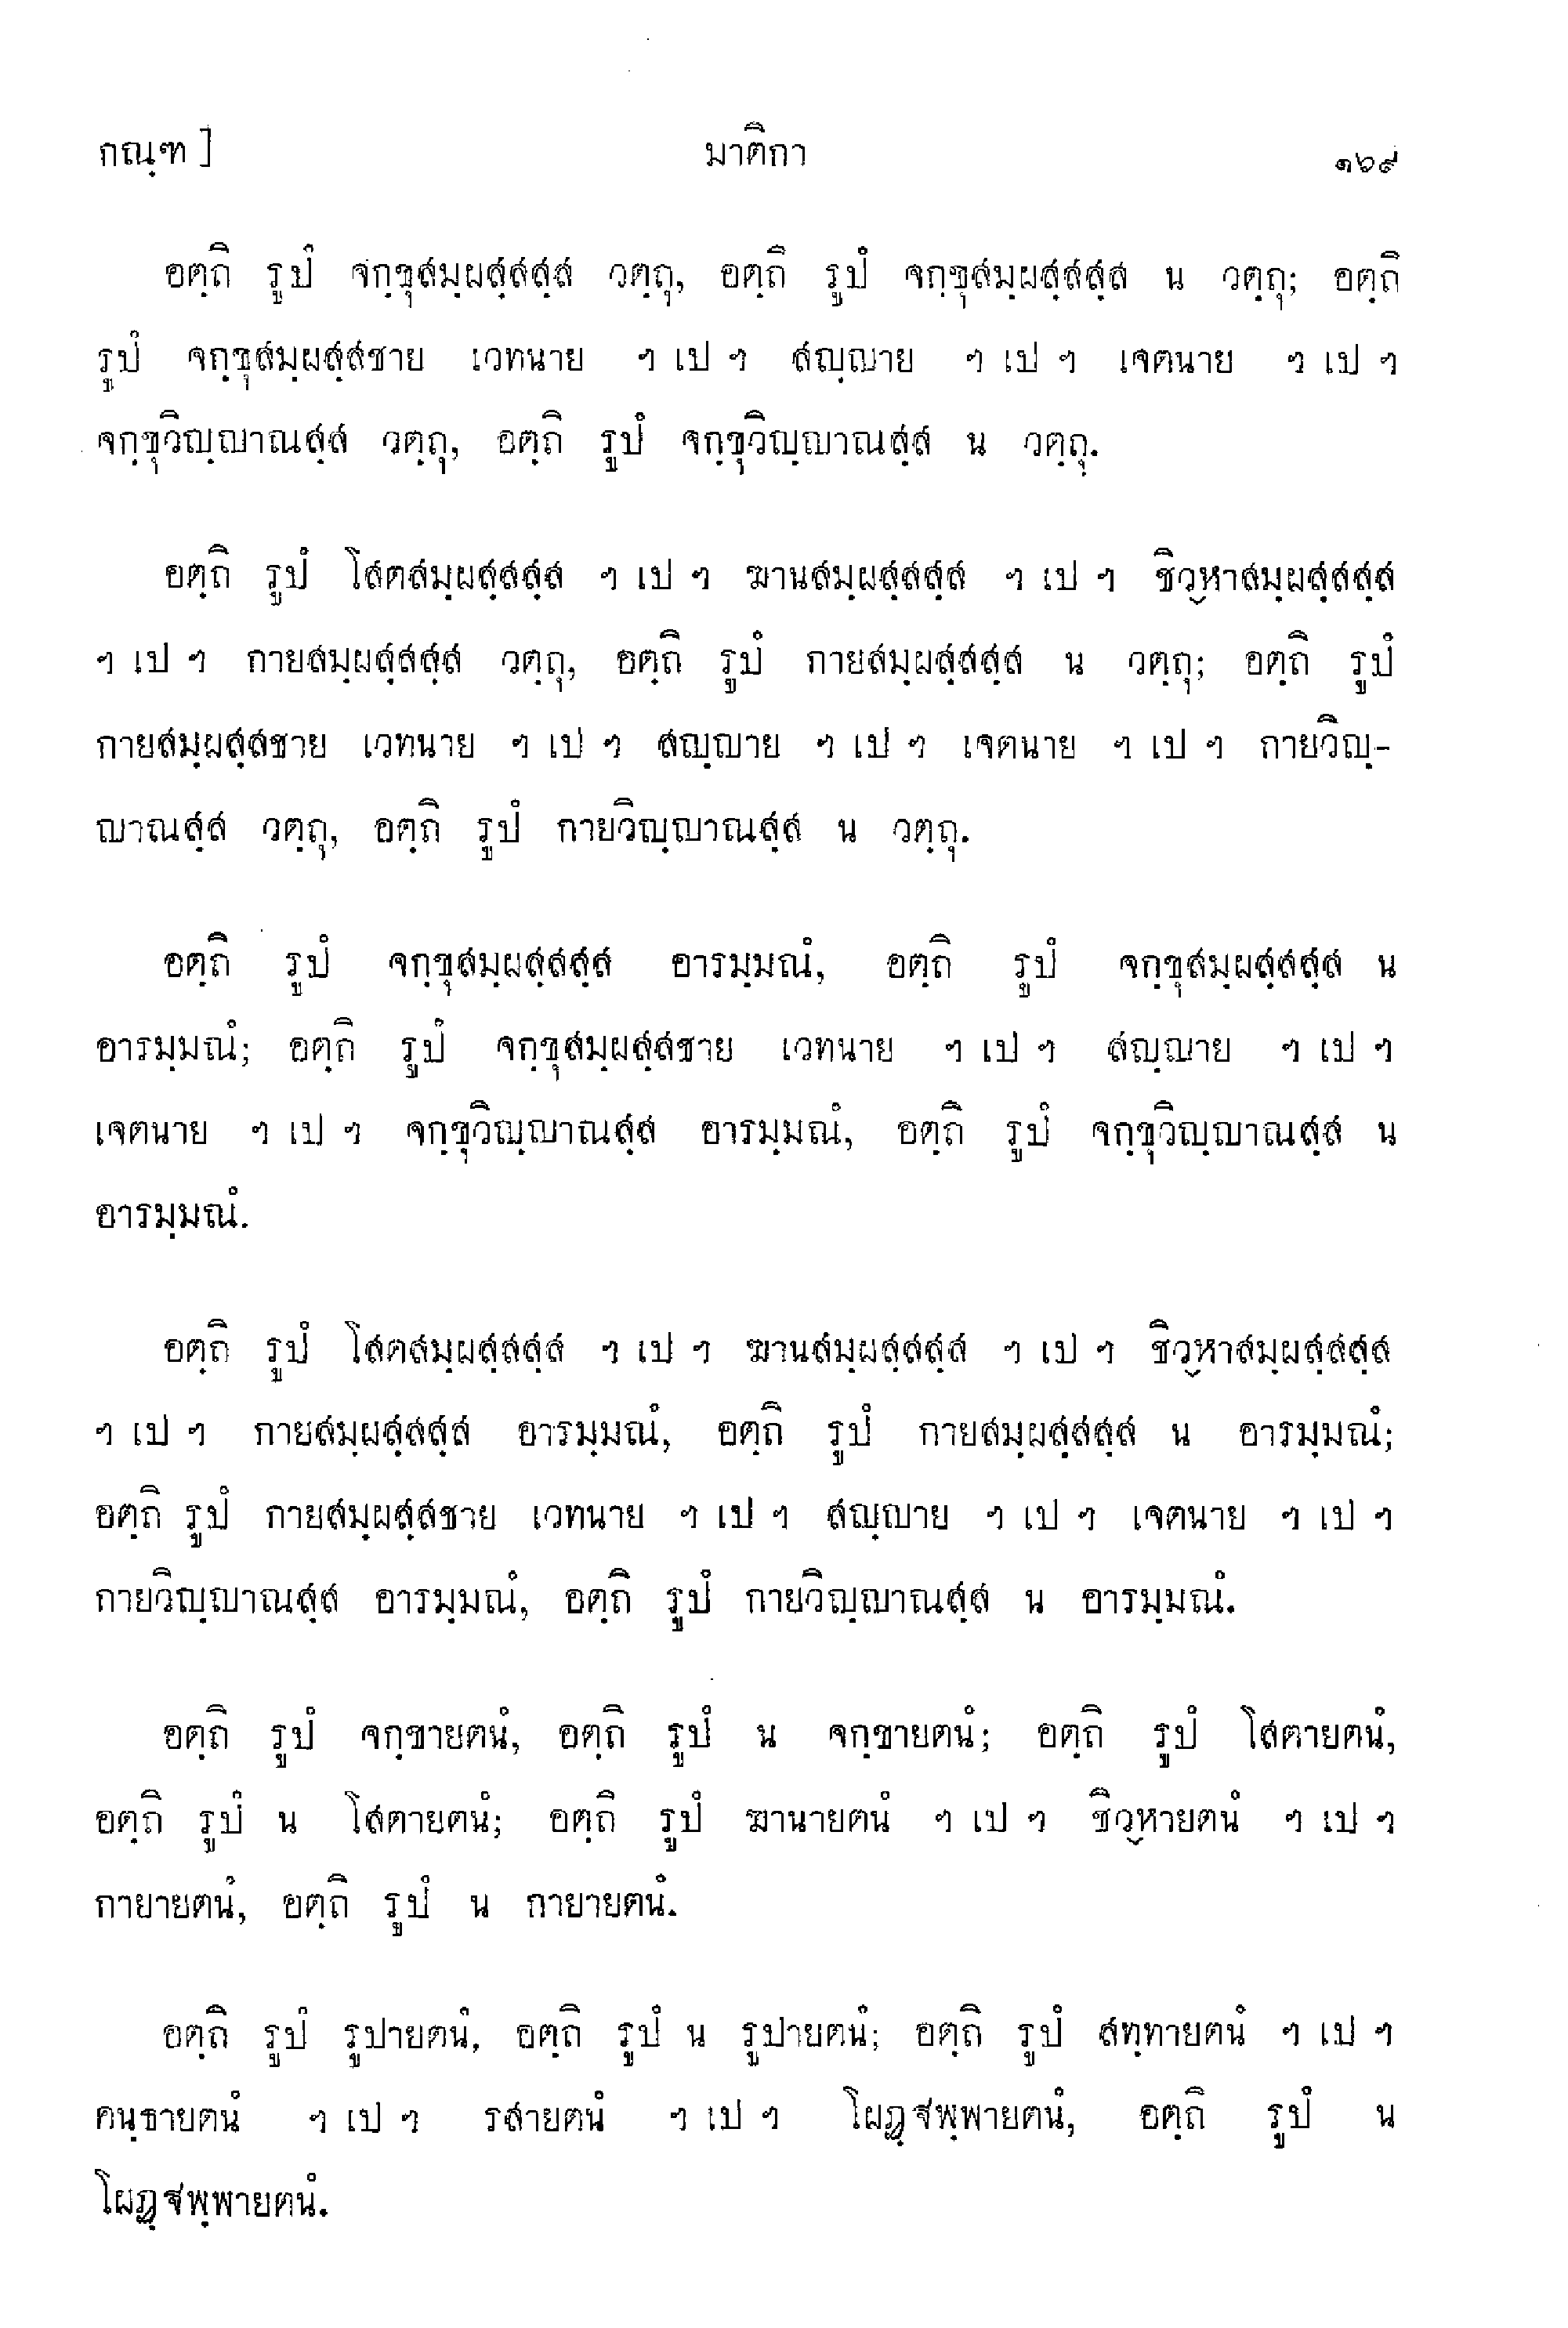 กณฺฑ] มาติกา ๑๖๙
อตฺถิ รูปํ จกฺขุสมฺผสฺสสฺส วตฺถุ, อตฺถิ รูปํ จกฺขุสมฺผสฺสสฺส น วตฺถุ; อตฺถิ
รูปํ จกฺขุสมฺผสฺสชาย เวทนาย ฯ เป ฯ สญฺญาย ฯ เป ฯ เจตนาย ฯ เป ฯ
จกฺขุวิญฺญาณสฺส วตฺถุ, อตฺถิ รูปํ จกฺขุวิญฺญาณสฺส น วตฺถุ.
อตฺถิ รูปํ โสตสมฺผสฺสสฺส ฯ เป ฯ ฆานสมฺผสฺสสฺส ฯ เป ฯ ชิวฺหาสมฺผสฺสสฺส
ฯ เป ฯ กายสมฺผสฺสสฺส วตฺถุ, อตฺถิ รูปํ กายสมฺผสฺสสฺส น วตฺถุ; อตฺถิ รูปํ
กายสมฺผสฺสชาย เวทนาย ฯ เป ฯ สญฺญาย ฯ เป ฯ เจตนาย ฯ เป ฯ กายวิญฺ-
ญาณสฺส วตฺถุ, อตฺถิ รูปํ กายวิญฺญาณสฺส น วตฺถุ.
อตฺถิ รูปํ จกฺขุสมฺผสฺสสฺส อารมฺมณํ, อตฺถิ รูปํ จกฺขุสมฺผสฺสสฺส น
อารมฺมณํ; อตฺถิ รูปํ จกฺขุสมฺผสฺสชาย เวทนาย ฯ เป ฯ สญฺญาย ฯ เป ฯ
เจตนาย ฯ เป ฯ จกฺขุวิญฺญาณสฺส อารมฺมณํ, อตฺถิ รูปํ จกฺขุวิญฺญาณสฺส น
อารมฺมณํ.
อตฺถิ รูปํ โสตสมฺผสฺสสฺส ฯ เป ฯ ฆานสมฺผสฺสสฺส ฯ เป ฯ ชิวฺหาสมฺผสฺสสฺส
ฯ เป ฯ กายสมฺผสฺสสฺส อารมฺมณํ, อตฺถิ รูปํ กายสมฺผสฺสสฺส น อารมฺมณํ;
อตฺถิ รูปํ กายสมฺผสฺสชาย เวทนาย ฯ เป ฯ สญฺญาย ฯ เป ฯ เจตนาย ฯ เป ฯ
กายวิญฺญาณสฺส อารมฺมณํ, อตฺถิ รูปํ กายวิญฺญาณสฺส น อารมฺมณํ.
อตฺถิ รูปํ จกฺขายตนํ, อตฺถิ รูปํ น จกฺขายตนํ; อตฺถิ รูปํ โสตายตนํ,
อตฺถิ รูปํ น โสตายตนํ; อตฺถิ รูปํ ฆานายตนํ ฯ เป ฯ ชิวฺหายตนํ ฯ เป ฯ
กายายตนํ, อตฺถิ รูปํ น กายายตนํ.
อตฺถิ รูปํ รูปายตนํ, อตฺถิ รูปํ น รูปายตนํ; อตฺถิ รูปํ สทฺทายตนํ ฯ เป ฯ
คนฺธายตนํ ฯ เป ฯ รสายตนํ ฯ เป ฯ โผฏฺฐพฺพายตนํ, อตฺถิ รูปํ น
โผฏฺฐพฺพายตนํ.